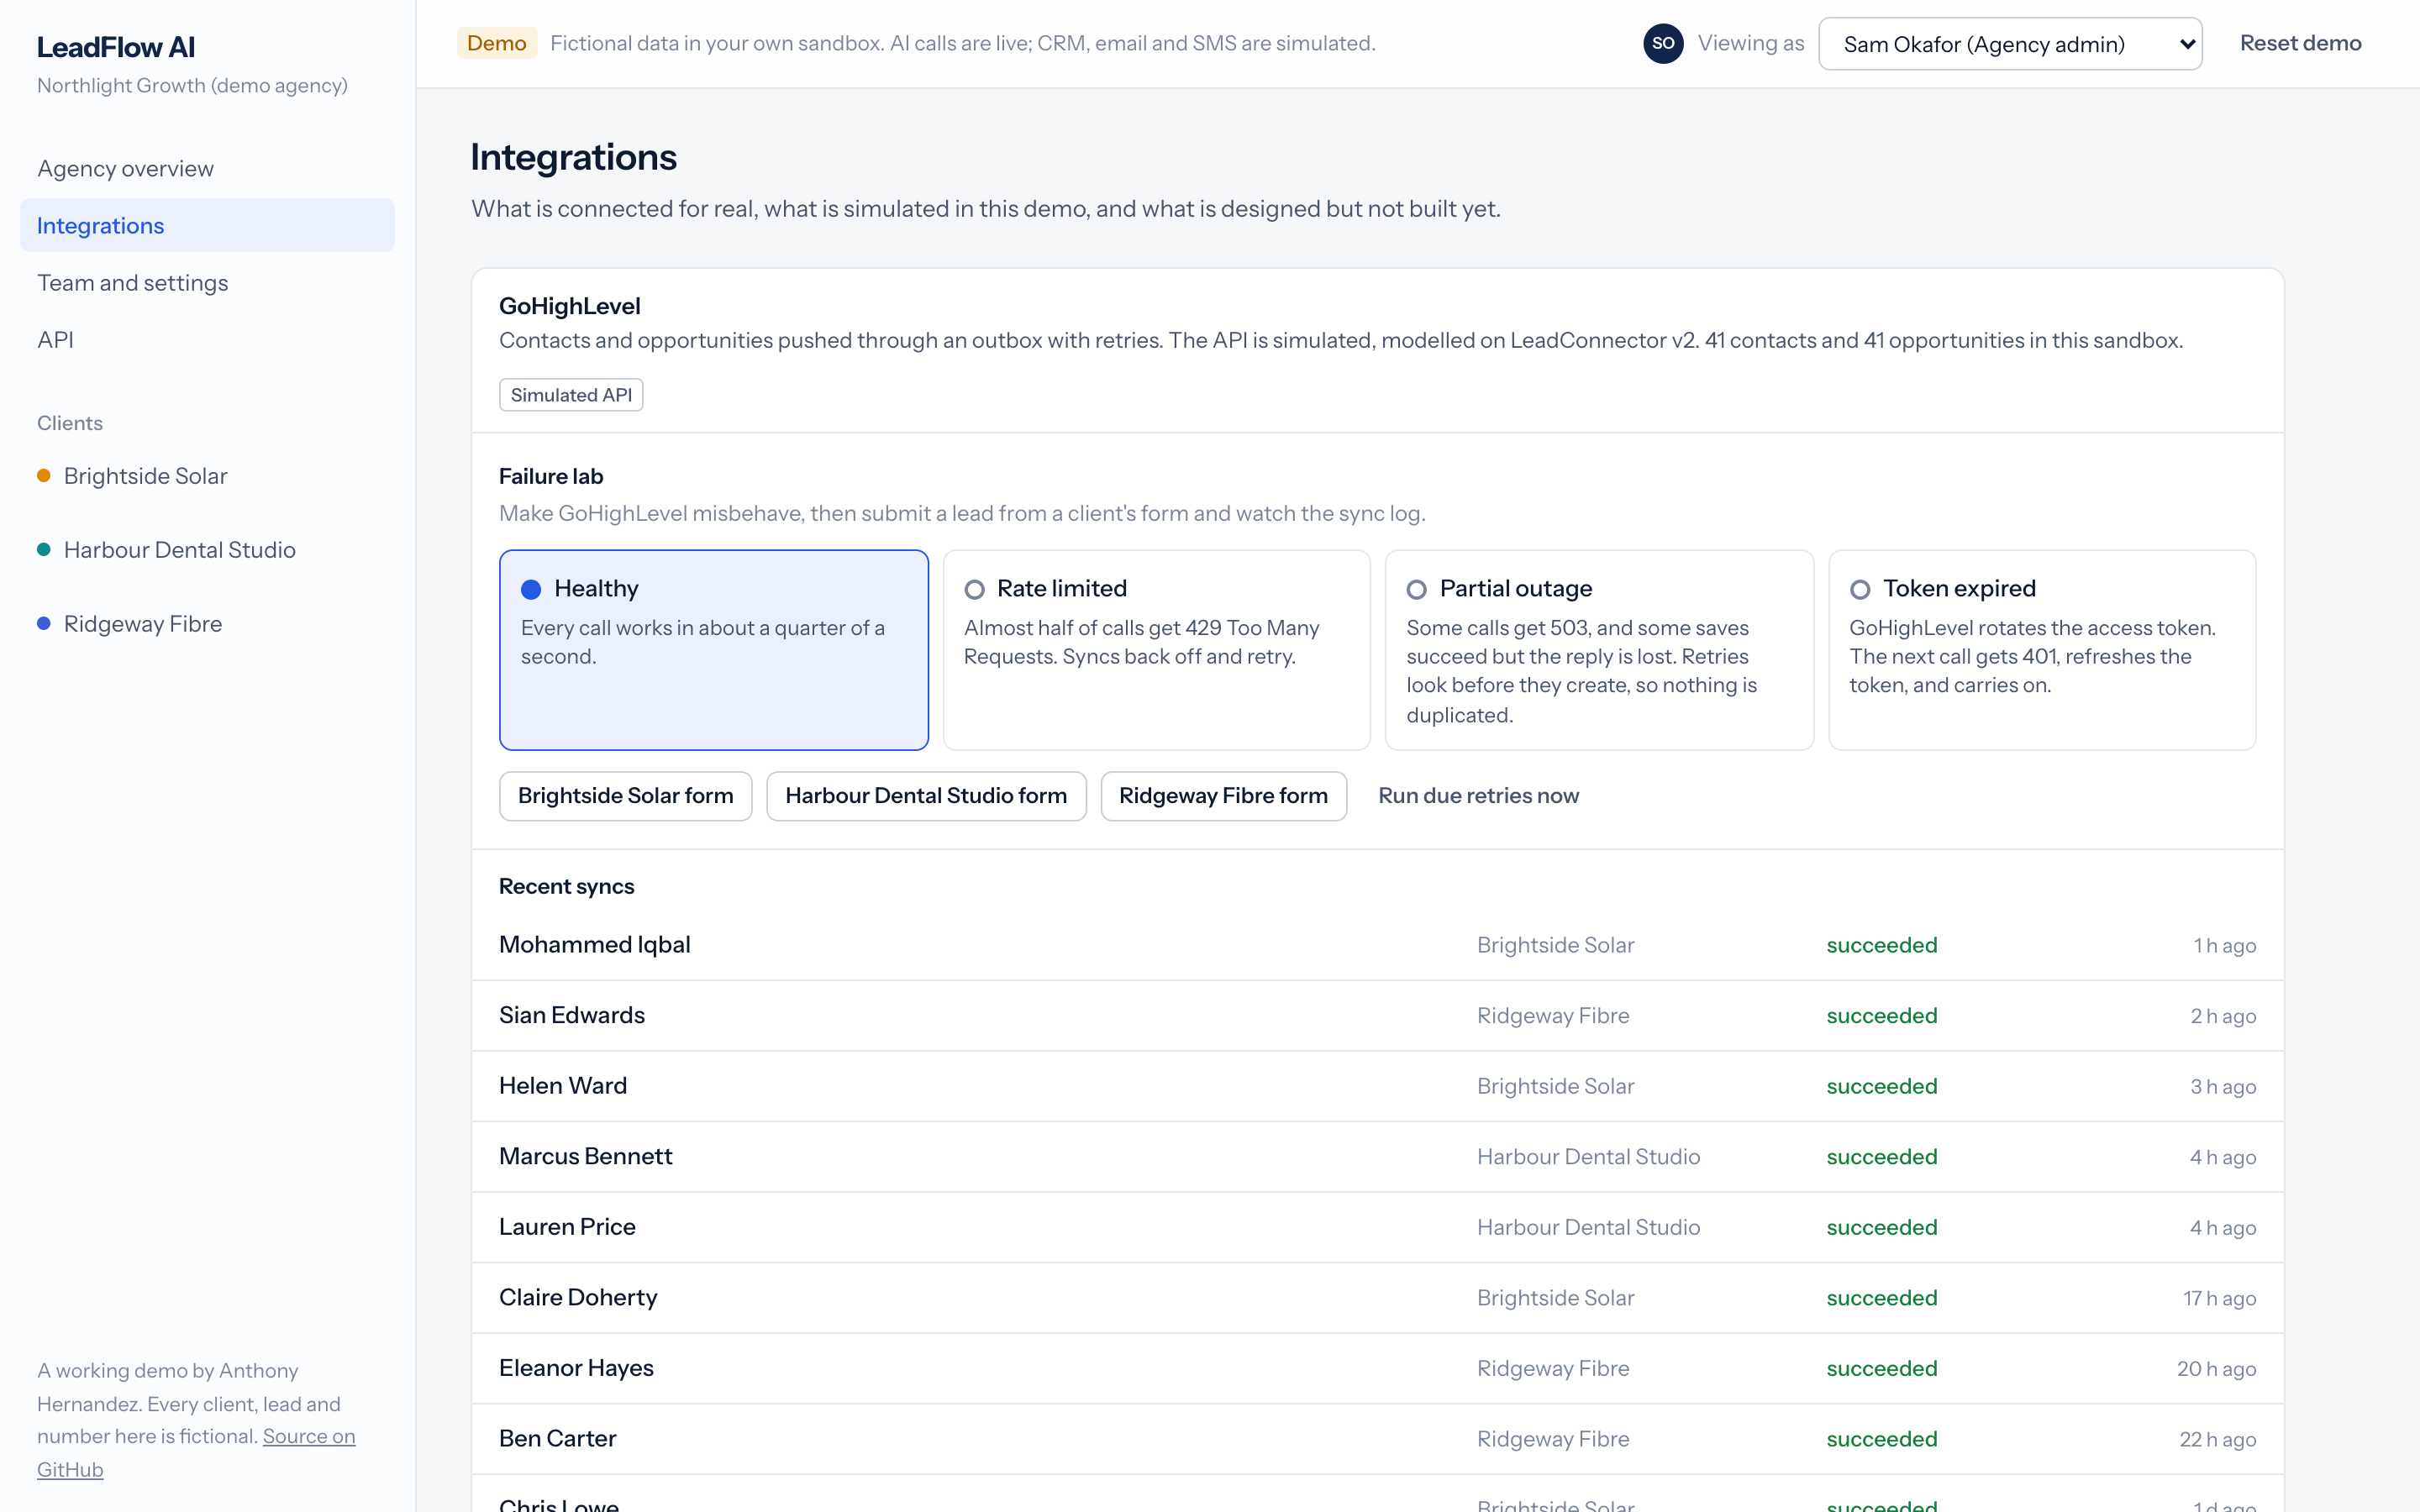 LeadFlow AI
Northlight Growth (demo agency)
Agency overview
Integrations
Team and settings
API
Clients
Brightside Solar
Harbour Dental Studio
Ridgeway Fibre
A working demo by Anthony
Hernandez. Every client, lead and
number here is fictional. Source on
GitHub
Demo Fictional data in your own sandbox. AI calls are live; CRM, email and SMS are simulated.
SO Viewing as Sam Okafor (Agency admin) Reset demo
Integrations
What is connected for real, what is simulated in this demo, and what is designed but not built yet.
GoHighLevel
Contacts and opportunities pushed through an outbox with retries. The API is simulated, modelled on LeadConnector v2. 41 contacts and 41 opportunities in this sandbox.
Simulated API
Failure lab
Make GoHighLevel misbehave, then submit a lead from a client's form and watch the sync log.
Healthy
Every call works in about a quarter of a
second.
Rate limited
Almost half of calls get 429 Too Many
Requests. Syncs back off and retry.
Partial outage
Some calls get 503, and some saves
succeed but the reply is lost. Retries
look before they create, so nothing is
duplicated.
Token expired
GoHighLevel rotates the access token.
The next call gets 401, refreshes the
token, and carries on.
Brightside Solar form Harbour Dental Studio form Ridgeway Fibre form Run due retries now
Recent syncs
Mohammed Iqbal Brightside Solar succeeded 1 h ago
Sian Edwards Ridgeway Fibre succeeded 2 h ago
Helen Ward Brightside Solar succeeded 3 h ago
Marcus Bennett Harbour Dental Studio succeeded 4 h ago
Lauren Price Harbour Dental Studio succeeded 4 h ago
Claire Doherty Brightside Solar succeeded 17 h ago
Eleanor Hayes Ridgeway Fibre succeeded 20 h ago
Ben Carter Ridgeway Fibre succeeded 22 h ago
Chris Lowe Brightside Solar succeeded 1 d ago